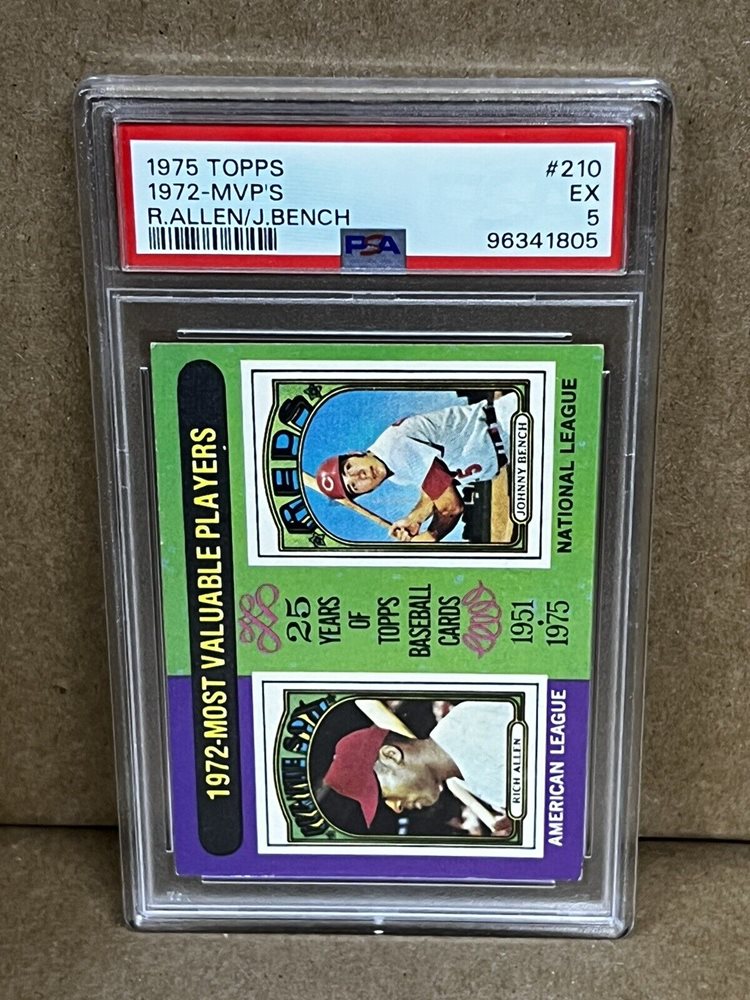 1975 TOPPS #210
1972-MVP'S EX
R.ALLEN/J.BENCH 5
PSA 96341805
1972-MOST VALUABLE PLAYERS
WHITE SOX
RICH ALLEN
AMERICAN LEAGUE
25
YEARS
OF
TOPPS
BASEBALL
CARDS
1951
1975
REDS
C
5
JOHNNY BENCH
NATIONAL LEAGUE